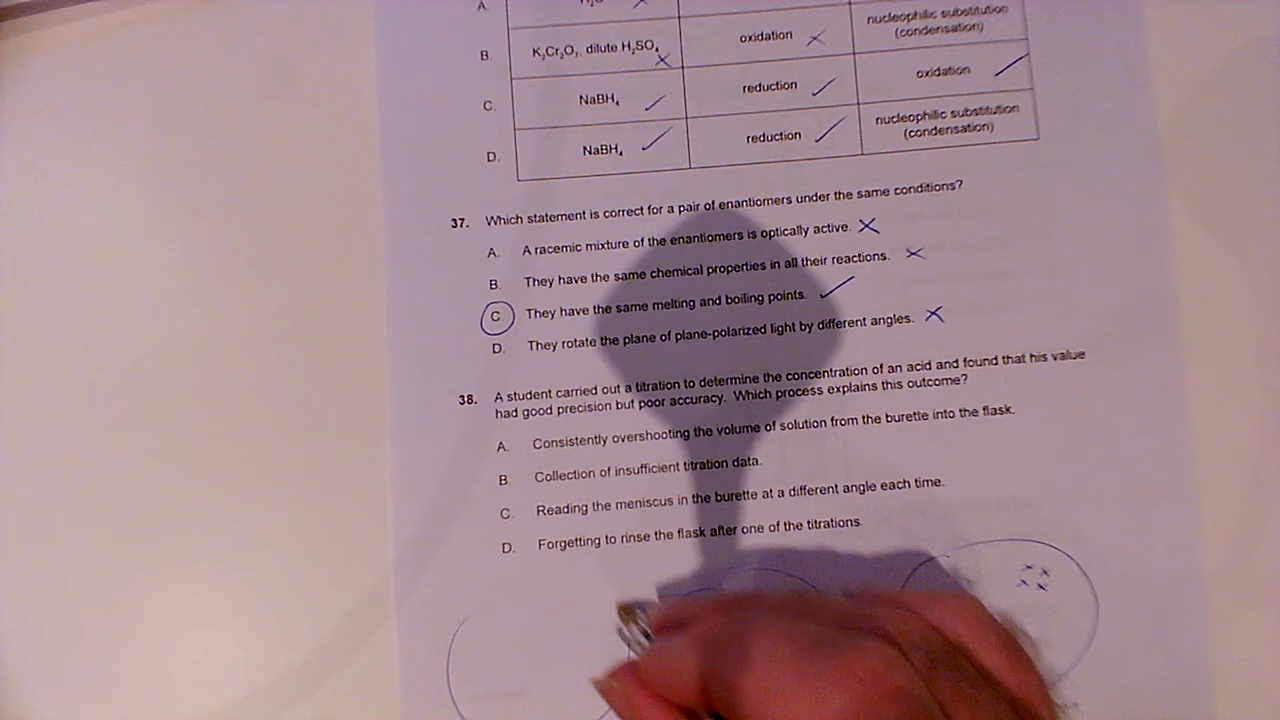 A.
B. K₂Cr₂O₇, dilute H₂SO₄ oxidation nucleophilic substitution
(condensation)
C. NaBH₄ reduction oxidation
D. NaBH₄ reduction nucleophilic substitution
(condensation)
37. Which statement is correct for a pair of enantiomers under the same conditions?
A. A racemic mixture of the enantiomers is optically active.
B. They have the same chemical properties in all their reactions.
C. They have the same melting and boiling points.
D. They rotate the plane of plane-polarized light by different angles.
38. A student carried out a titration to determine the concentration of an acid and found that his value
had good precision but poor accuracy. Which process explains this outcome?
A. Consistently overshooting the volume of solution from the burette into the flask.
B. Collection of insufficient titration data.
C. Reading the meniscus in the burette at a different angle each time.
D. Forgetting to rinse the flask after one of the titrations.